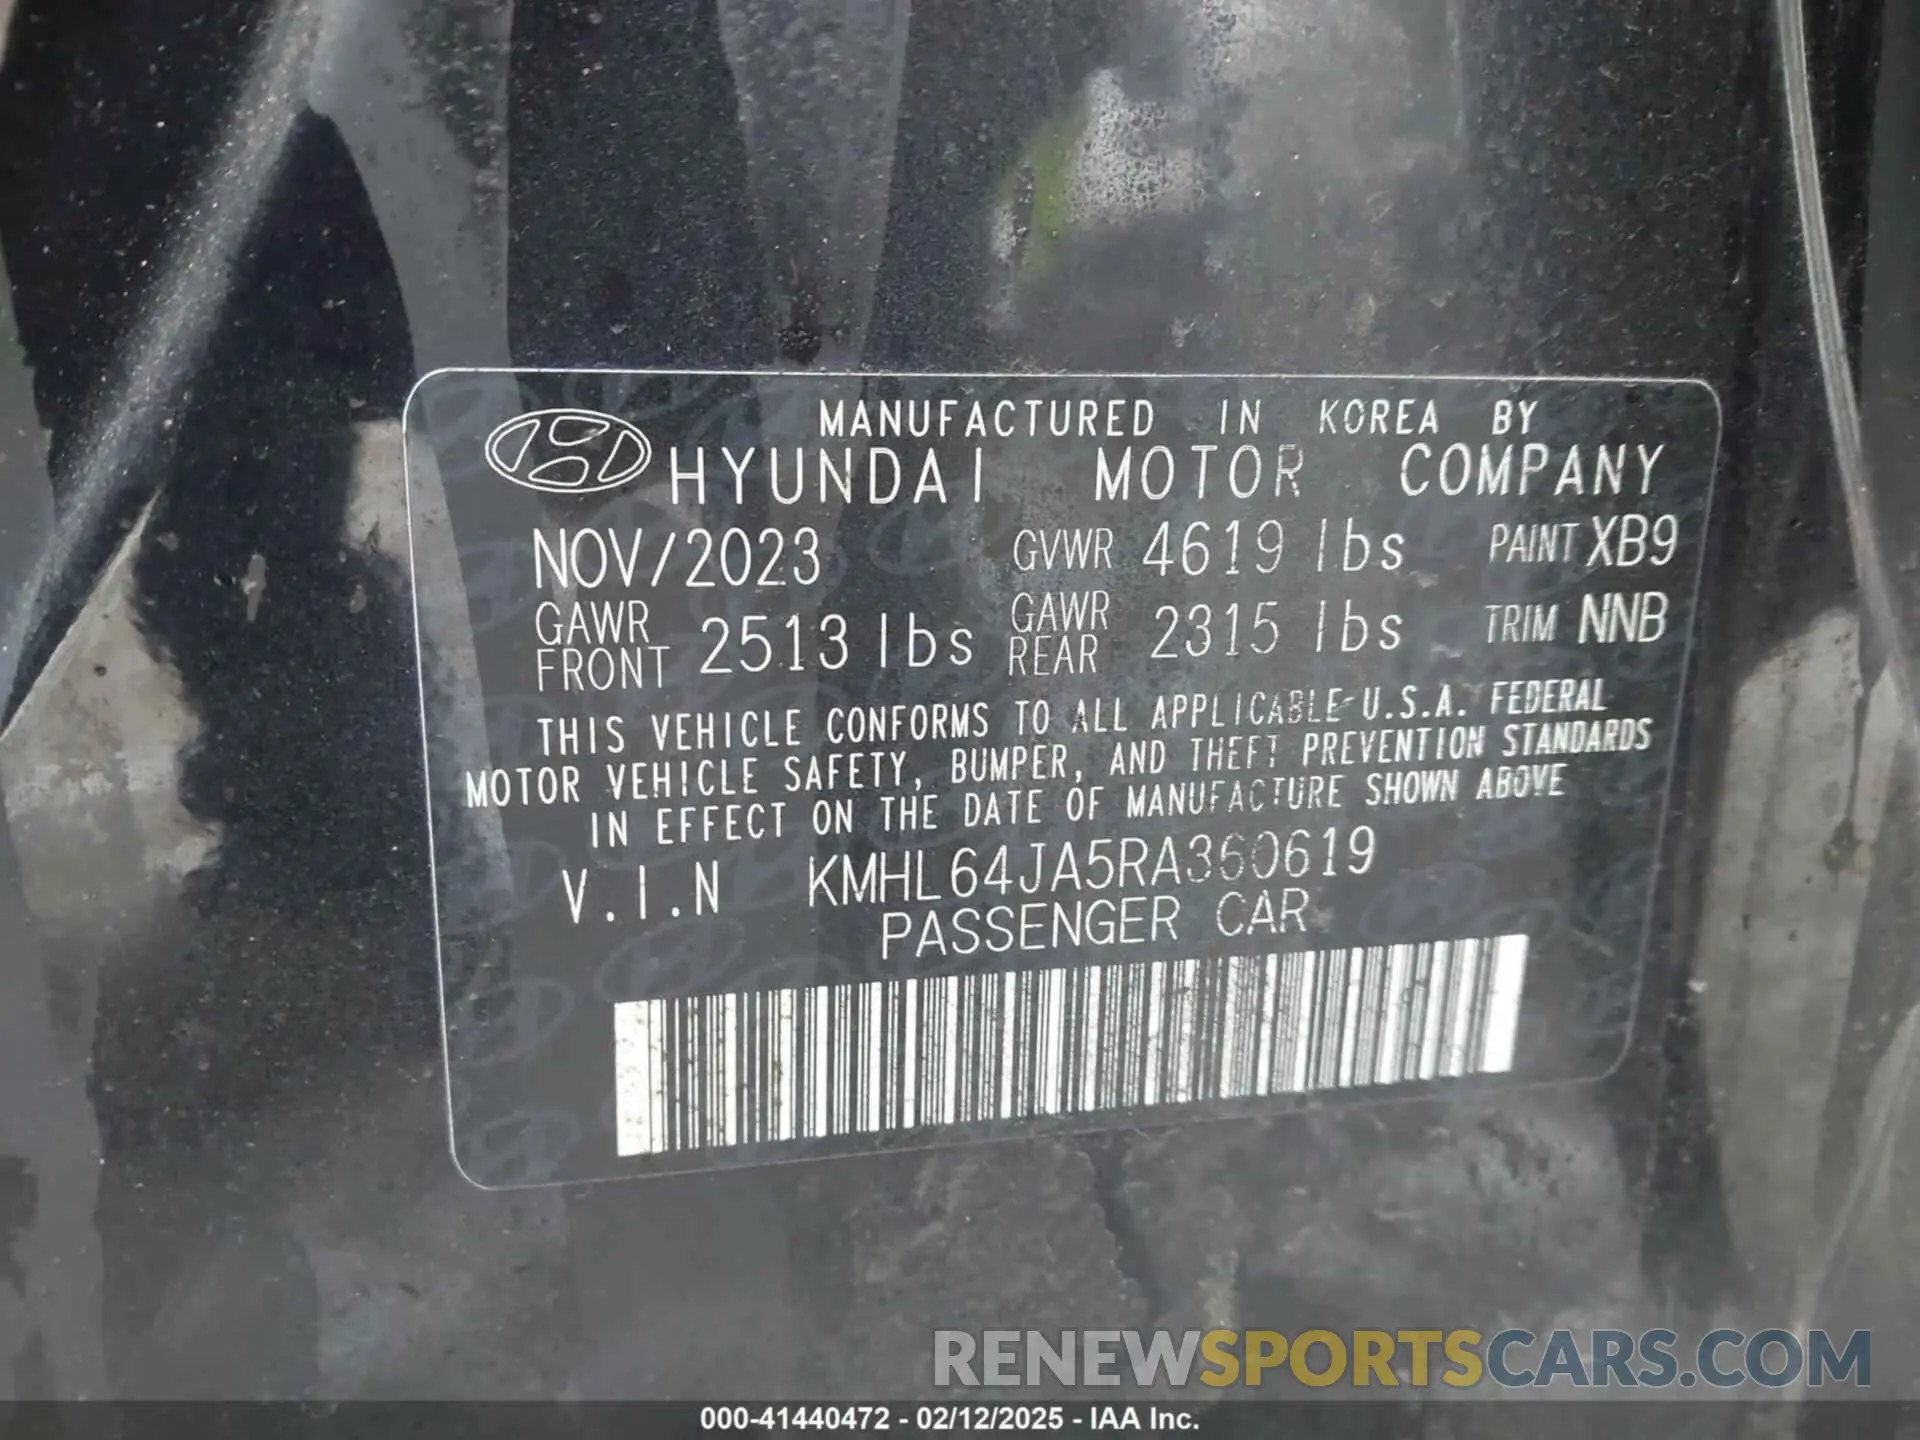 MANUFACTURED IN KOREA BY
HYUNDAI MOTOR COMPANY
NOV/2023 GVWR 4619 lbs PAINT XB9
GAWR FRONT 2513 lbs GAWR REAR 2315 lbs TRIM NNB
THIS VEHICLE CONFORMS TO ALL APPLICABLE U.S.A. FEDERAL
MOTOR VEHICLE SAFETY, BUMPER, AND THEFT PREVENTION STANDARDS
IN EFFECT ON THE DATE OF MANUFACTURE SHOWN ABOVE
V.I.N KMHL64JA5RA360619
PASSENGER CAR
RENEWSPORTSCARS.COM
000-41440472 - 02/12/2025 - IAA Inc.